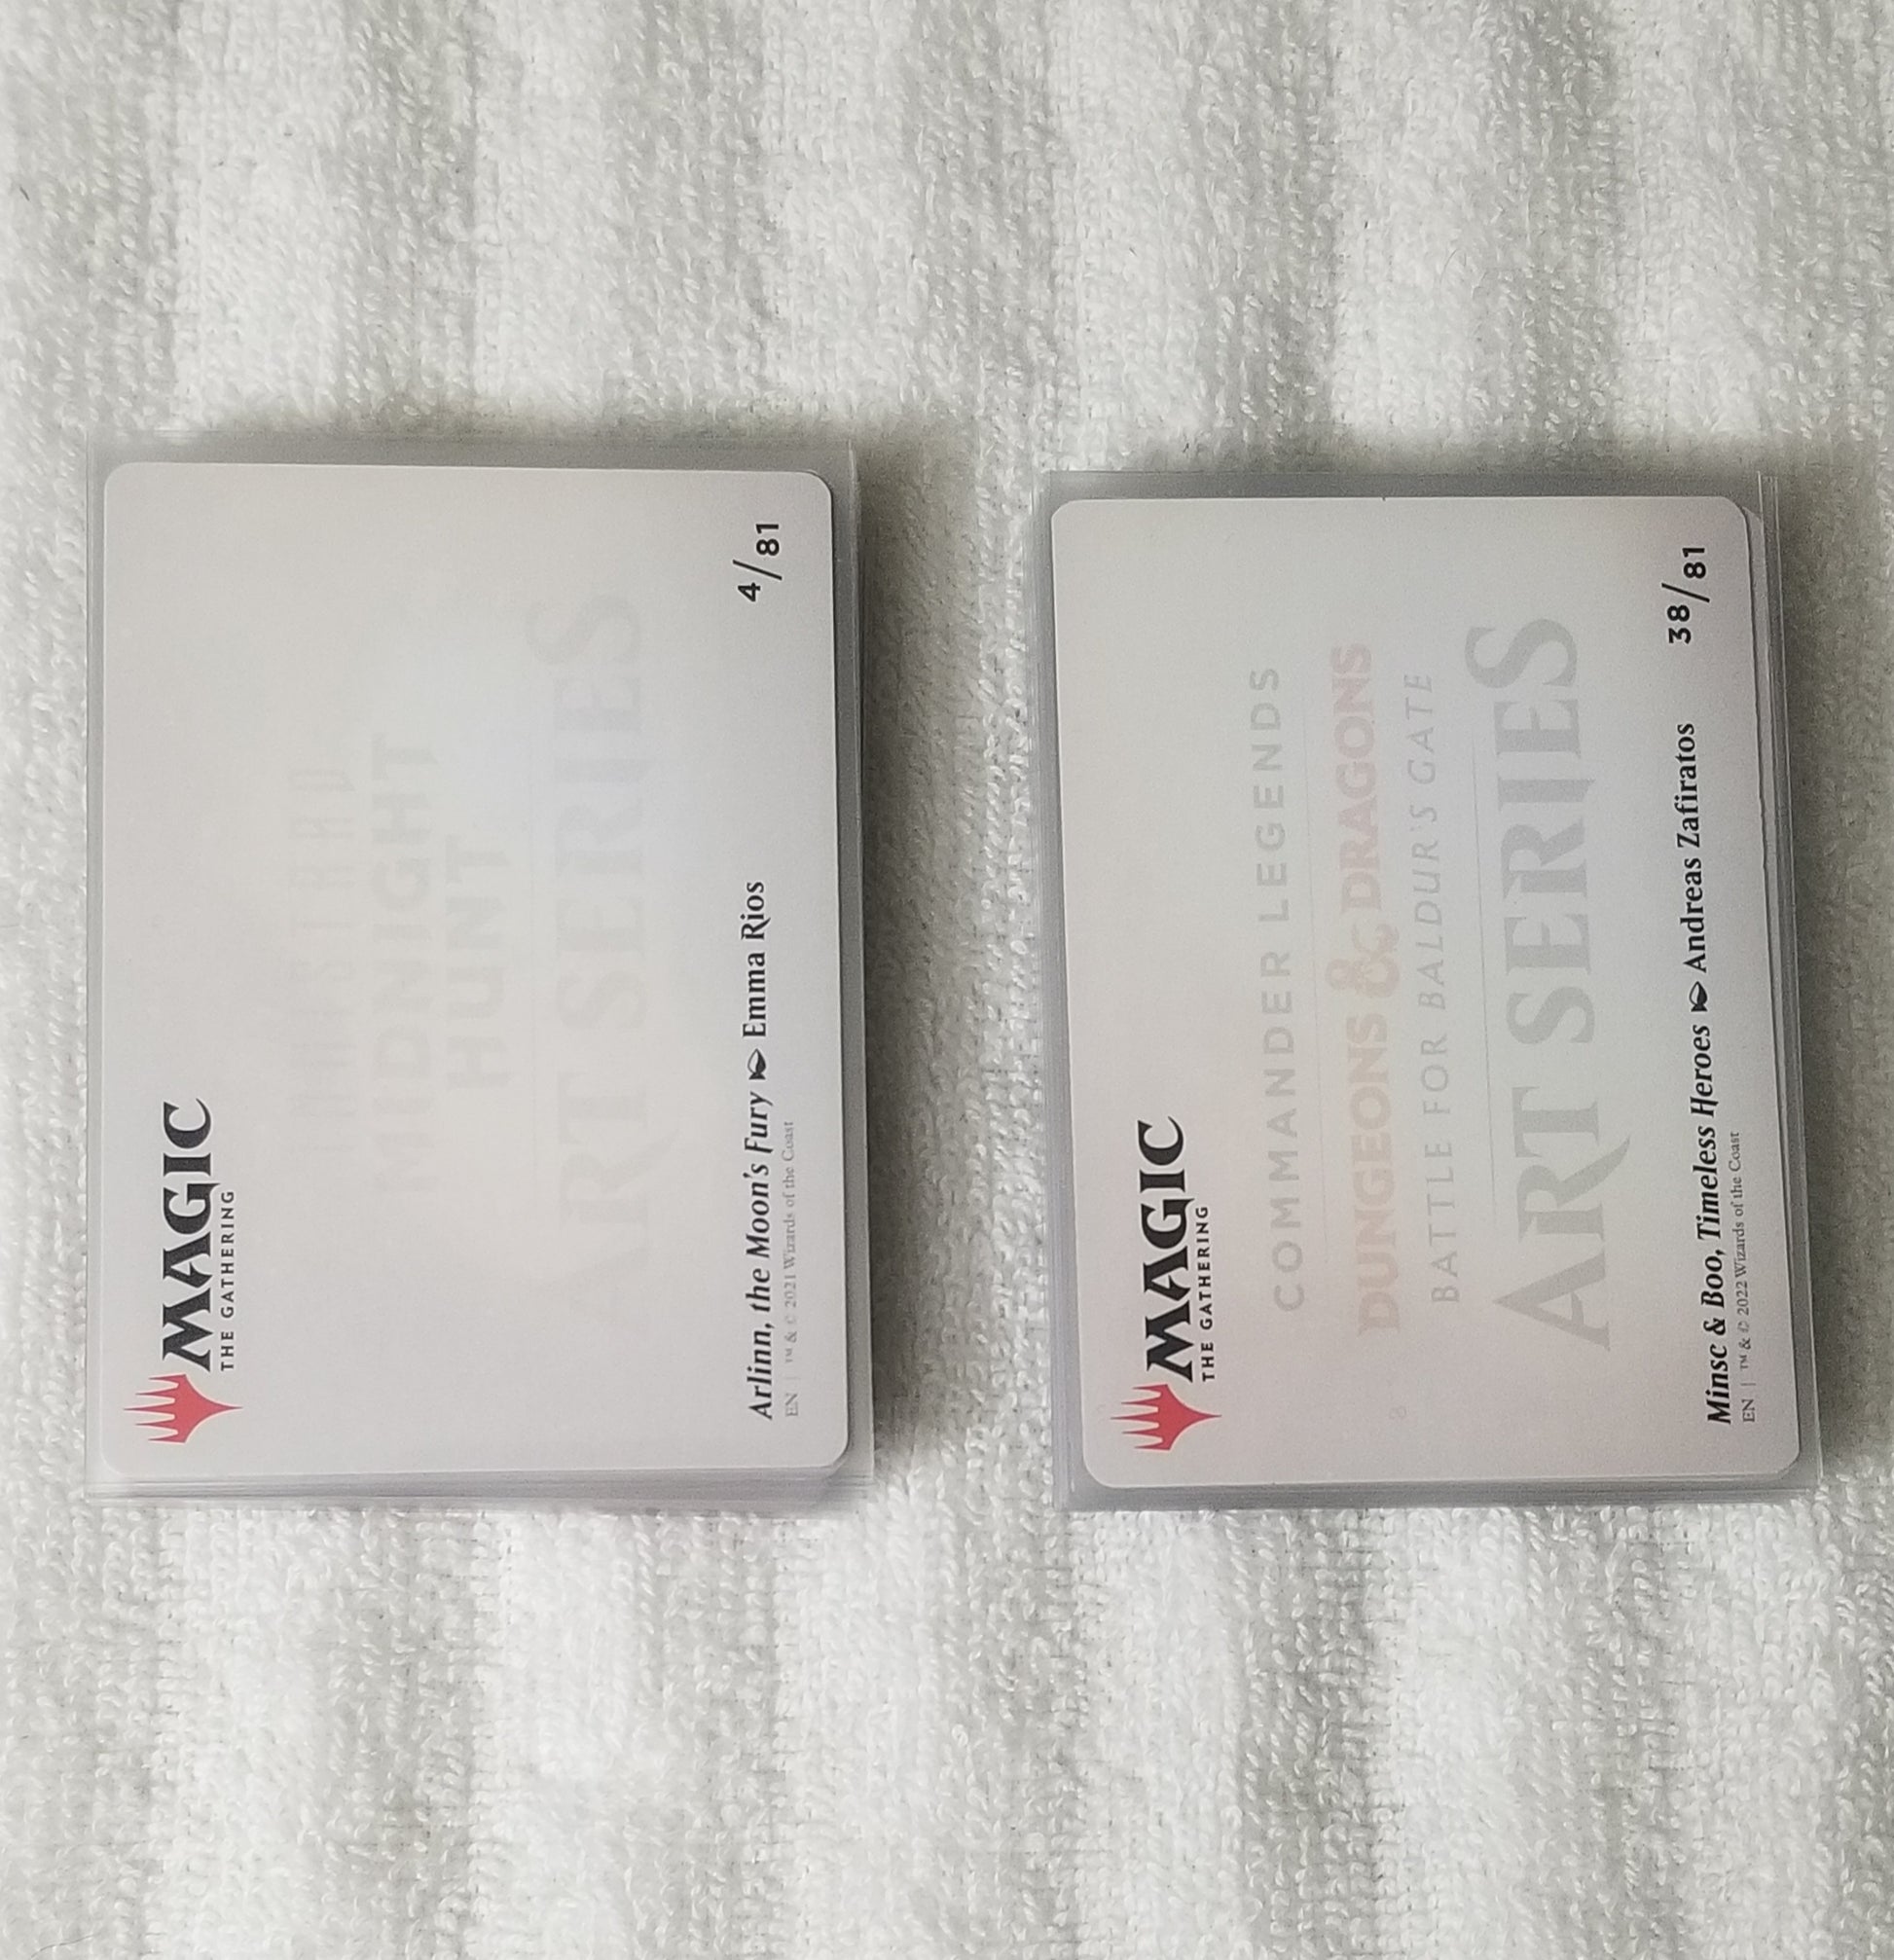 MAGIC
THE GATHERING
MIDNIGHT
HUNT
ART SERIES
Arlinn, the Moon's Fury Emma Rios
4/81
EN | ™ & © 2021 Wizards of the Coast
MAGIC
THE GATHERING
COMMANDER LEGENDS
DUNGEONS & DRAGONS
BATTLE FOR BALDUR'S GATE
ART SERIES
Minsc & Boo, Timeless Heroes Andreas Zafiratos
38/81
EN | ™ & © 2022 Wizards of the Coast